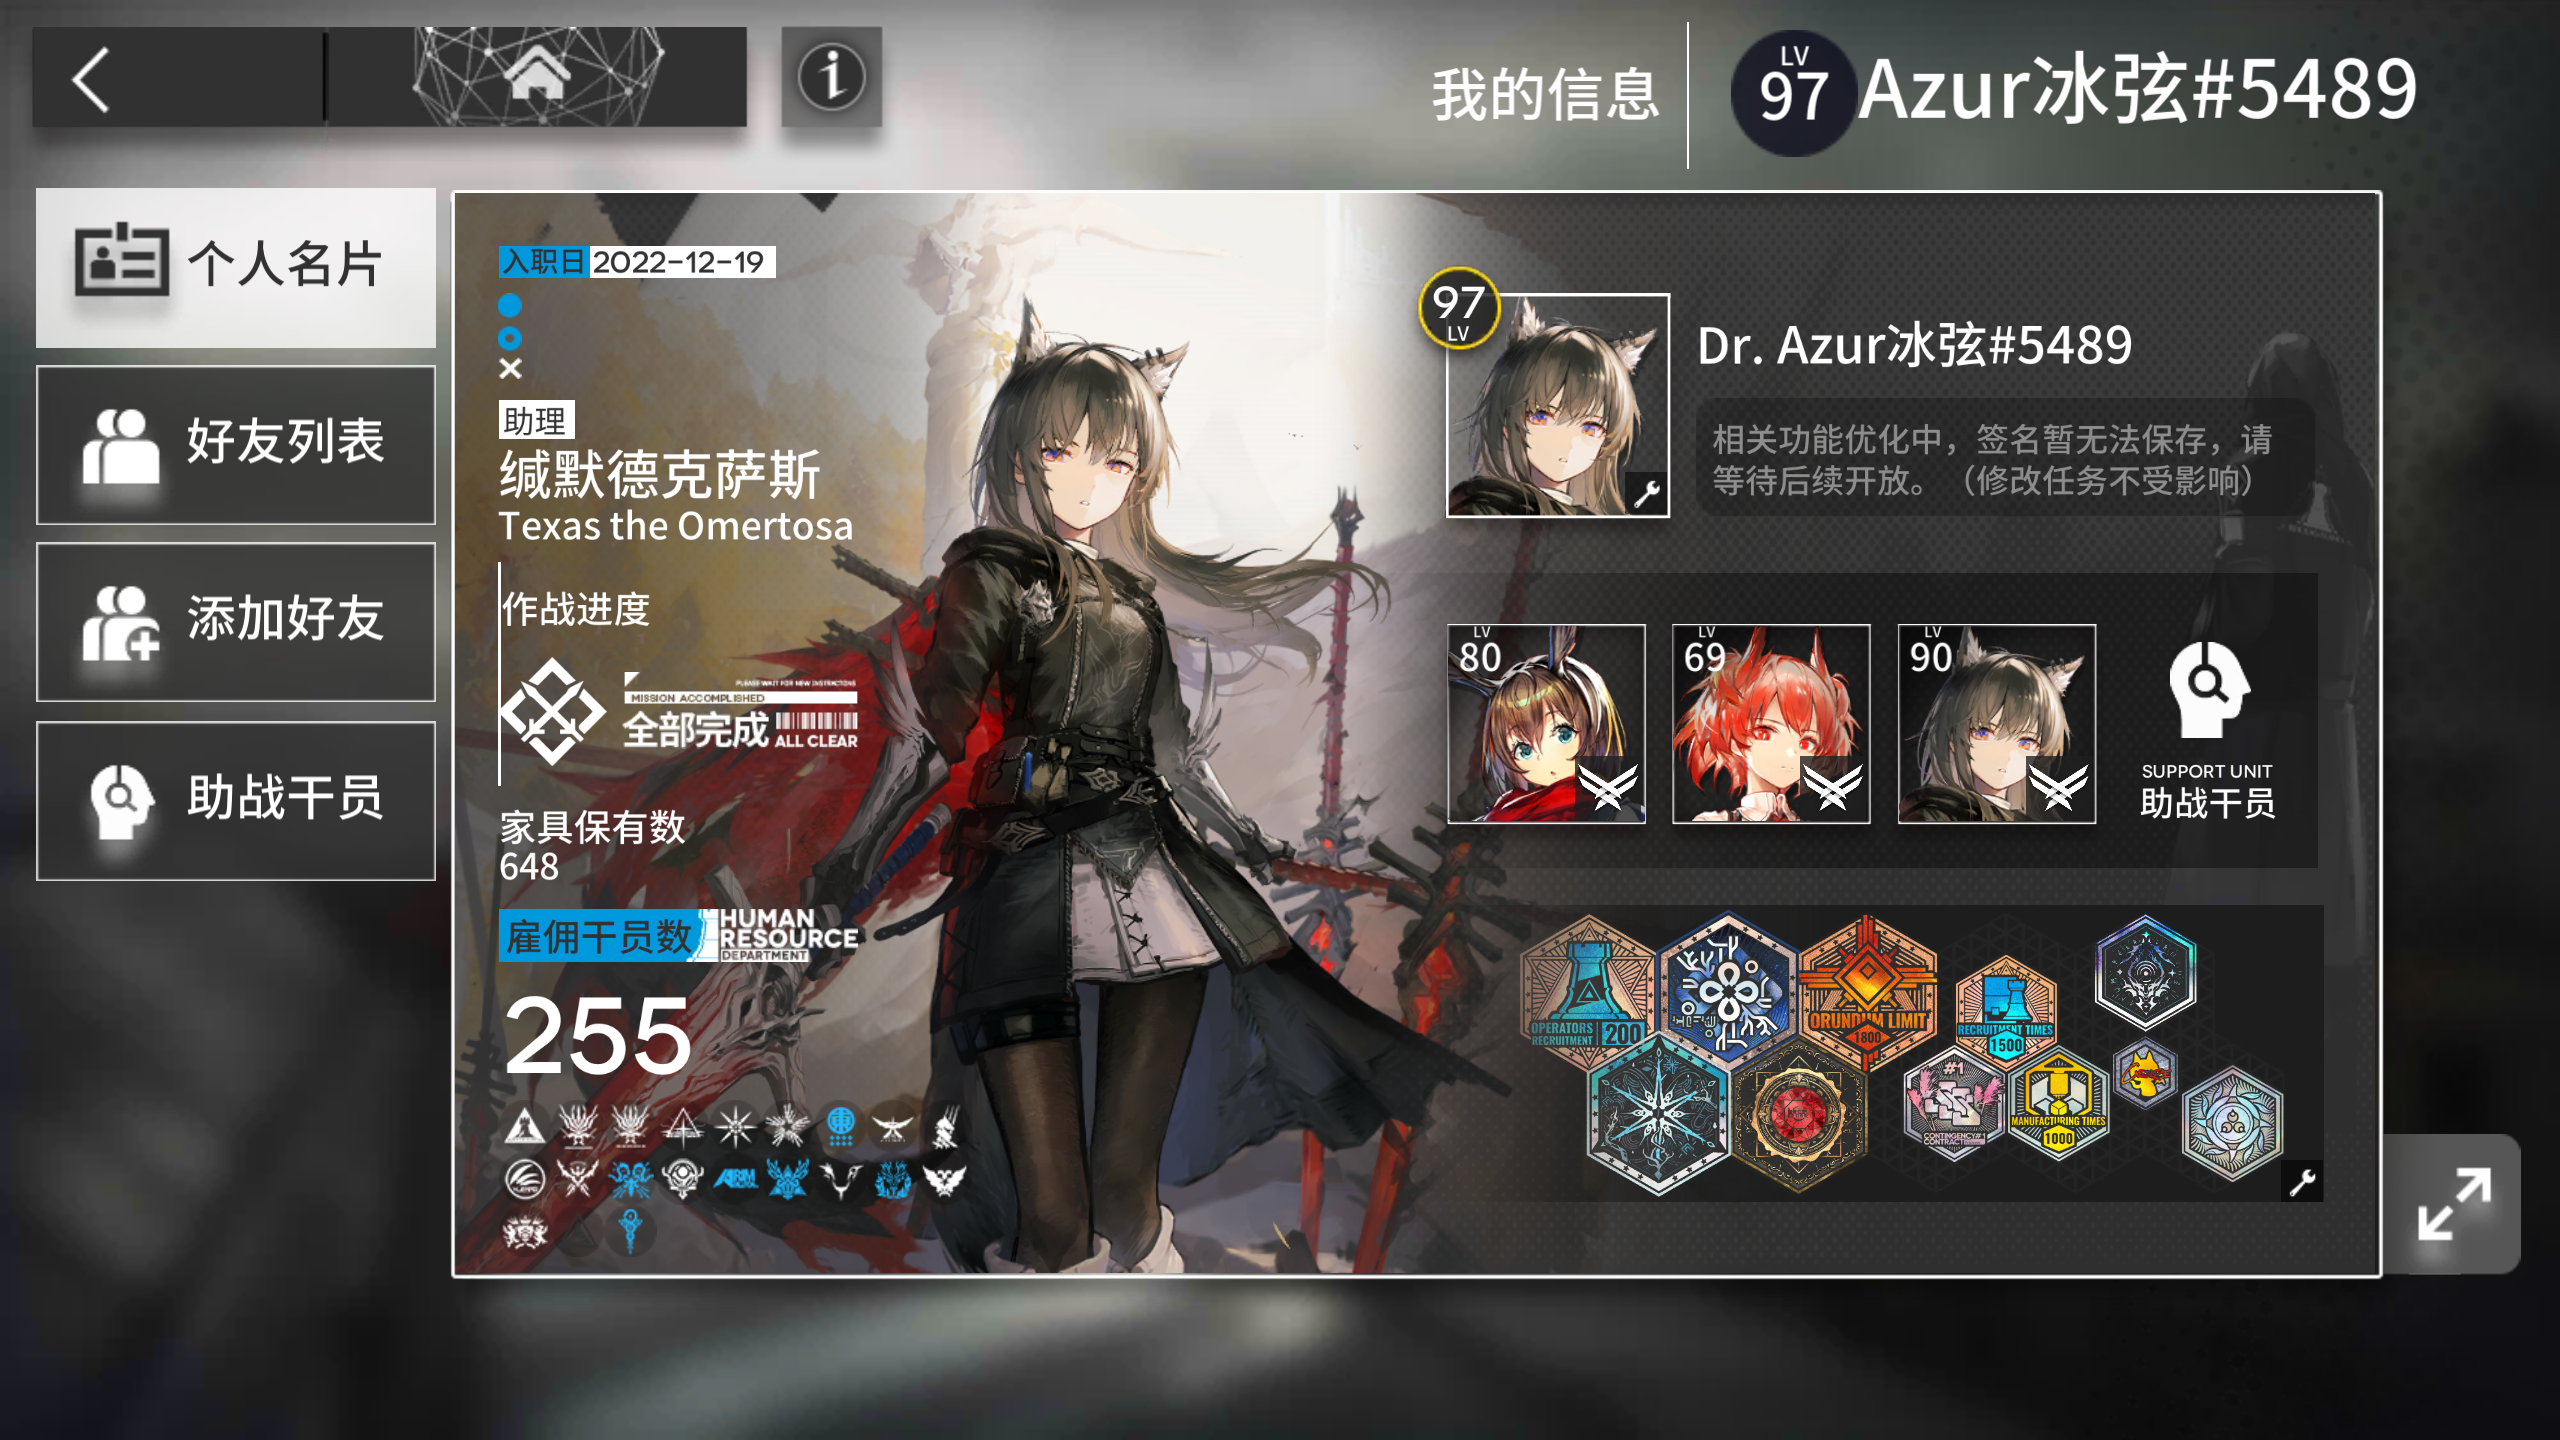 我的信息
LV
97
Azur冰弦#5489
个人名片
好友列表
添加好友
助战干员
入职日 2022-12-19
助理
缄默德克萨斯
Texas the Omertosa
作战进度
PLEASE WAIT FOR NEW INSTRUCTIONS
MISSION ACCOMPLISHED
全部完成
ALL CLEAR
家具保有数
648
雇佣干员数
HUMAN
RESOURCE
DEPARTMENT
255
97
LV
Dr. Azur冰弦#5489
相关功能优化中，签名暂无法保存，请
等待后续开放。（修改任务不受影响）
LV
80
LV
69
LV
90
SUPPORT UNIT
助战干员
OPERATORS
RECRUITMENT 200
ORUNDUM LIMIT
1800
RECRUITMENT TIMES
1500
#1
CONTINGENCY#1
CONTRACT
MANUFACTURING TIMES
1000